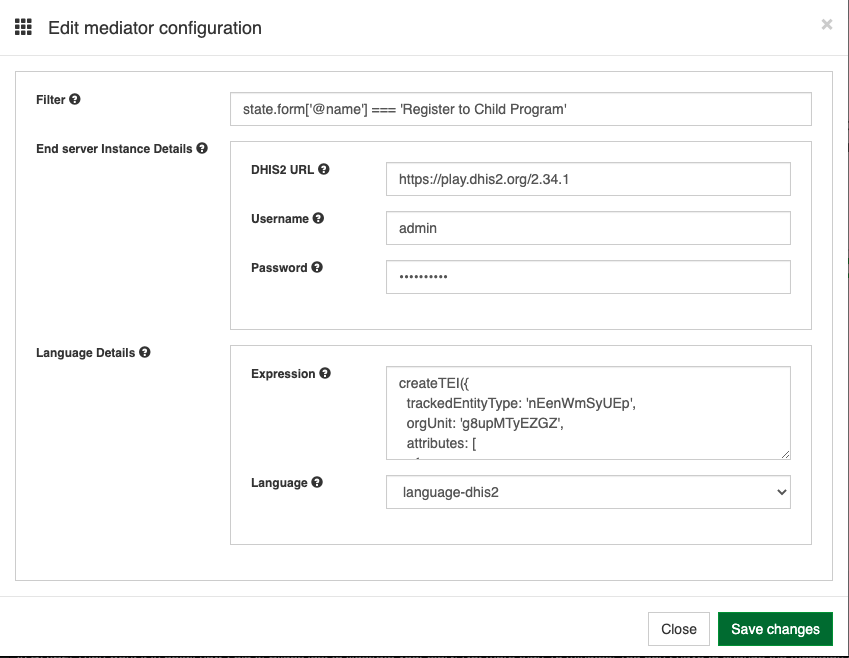 Edit mediator configuration
×
Filter
state.form['@name'] === 'Register to Child Program'
End server Instance Details
DHIS2 URL
https://play.dhis2.org/2.34.1
Username
admin
Password
••••••••••
Language Details
Expression
createTEI({
trackedEntityType: 'nEenWmSyUEp',
orgUnit: 'g8upMTyEZGZ',
attributes: [
Language
language-dhis2
Close
Save changes